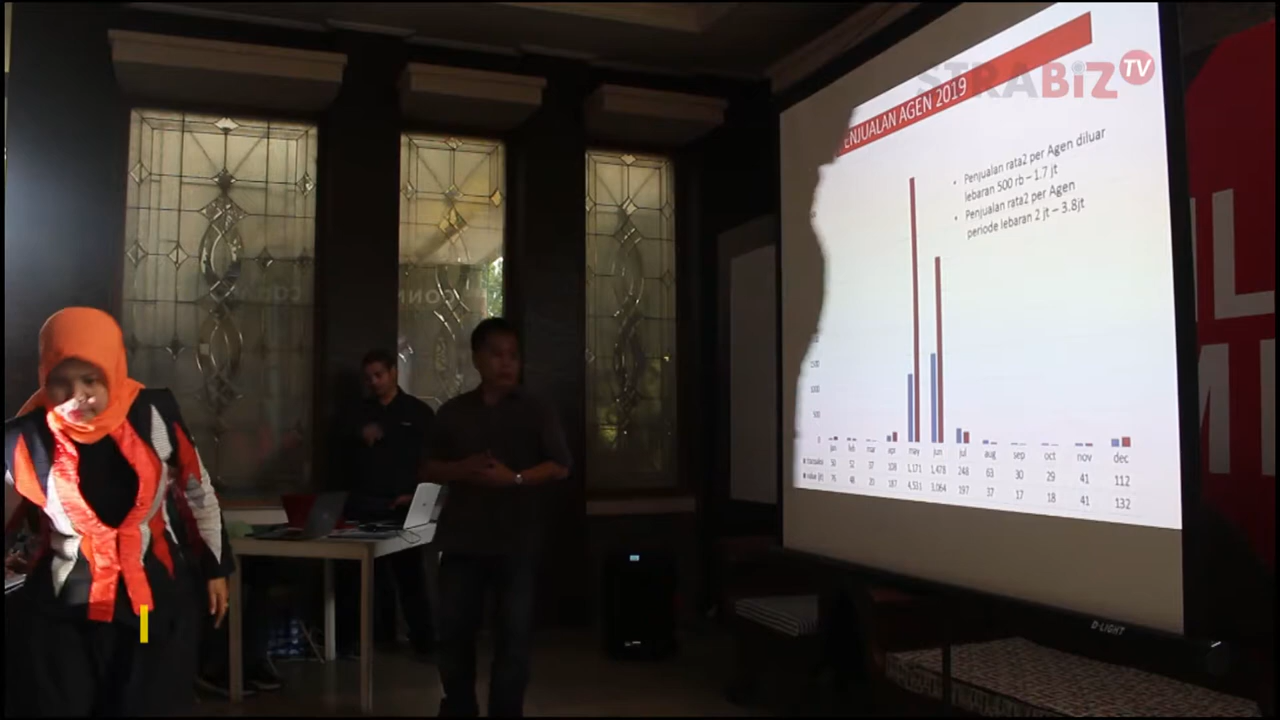 STRABIZ TV
ENJUALAN AGEN 2019
• Penjualan rata2 per Agen diluar
lebaran 500 rb – 1.7 jt
• Penjualan rata2 per Agen
periode lebaran 2 jt – 3.8jt
jan feb mar apr may jun jul aug sep oct nov dec
50 52 37 108 1,171 1,478 248 63 30 29 41 112
76 48 20 187 4,531 3,064 197 37 17 18 41 132
D-LIGHT